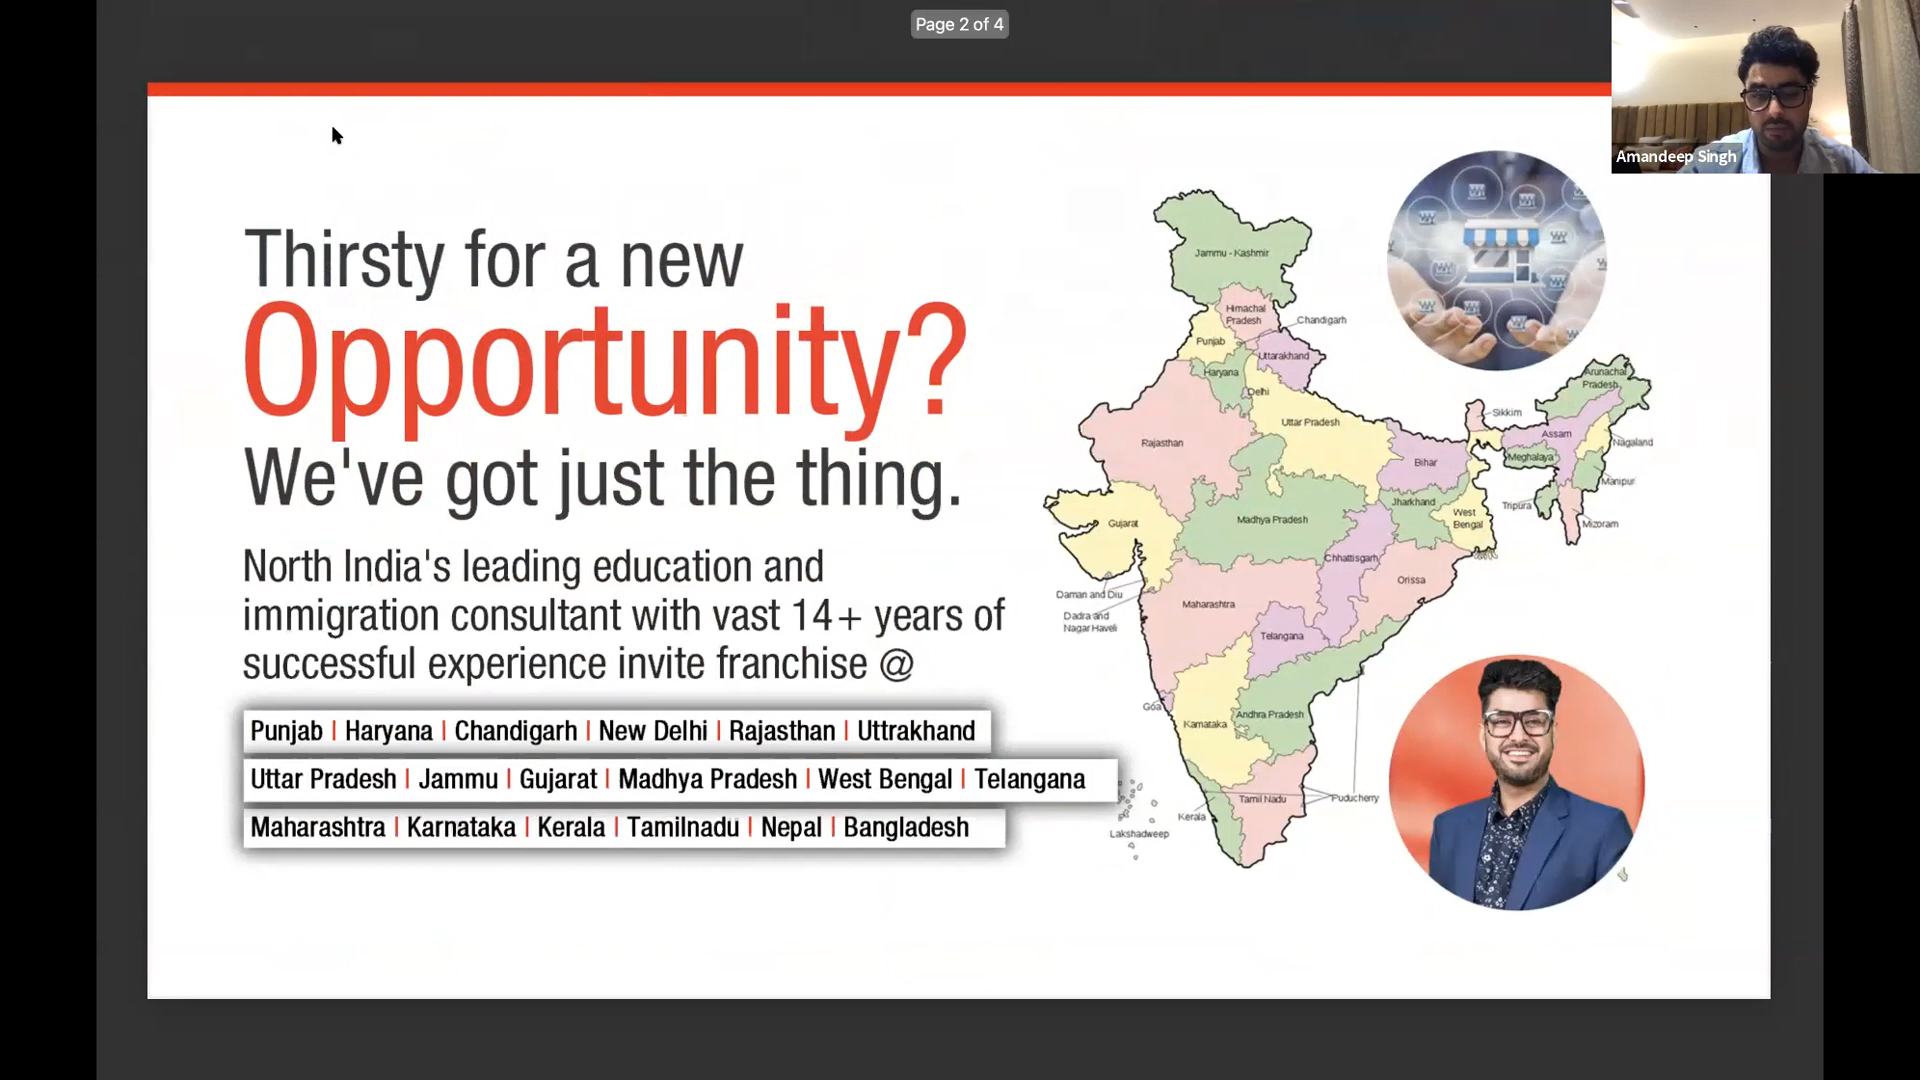 Page 2 of 4
Amandeep Singh
Thirsty for a new
Opportunity?
We've got just the thing.
North India's leading education and
immigration consultant with vast 14+ years of
successful experience invite franchise @
Punjab | Haryana | Chandigarh | New Delhi | Rajasthan | Uttrakhand
Uttar Pradesh | Jammu | Gujarat | Madhya Pradesh | West Bengal | Telangana
Maharashtra | Karnataka | Kerala | Tamilnadu | Nepal | Bangladesh
Jammu - Kashmir
Himachal
Pradesh
Chandigarh
Punjab
Uttarakhand
Haryana
Delhi
Arunachal
Pradesh
Sikkim
Uttar Pradesh
Assam
Nagaland
Rajasthan
Bihar
Meghalaya
Manipur
Jharkhand
Tripura
West
Bengal
Gujarat
Madhya Pradesh
Mizoram
Chhattisgarh
Orissa
Daman and Diu
Maharashtra
Dadra and
Nagar Haveli
Telangana
Goa
Andhra Pradesh
Karnataka
Tamil Nadu
Puducherry
Kerala
Lakshadweep